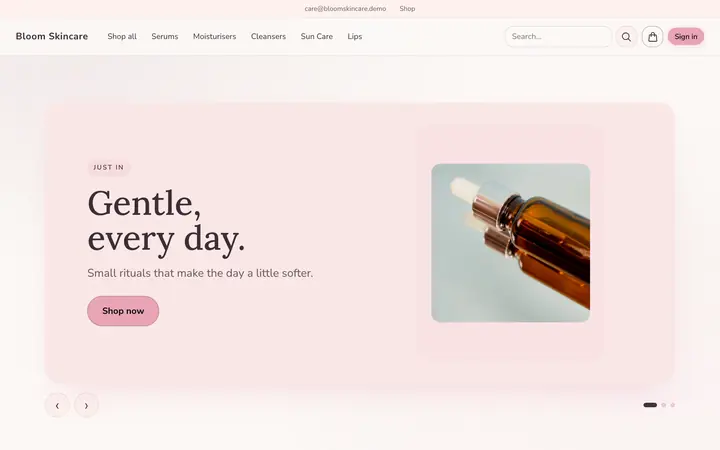 care@bloomskincare.demo Shop
Bloom Skincare Shop all Serums Moisturisers Cleansers Sun Care Lips Search... Sign in
JUST IN
Gentle,
every day.
Small rituals that make the day a little softer.
Shop now
‹ ›